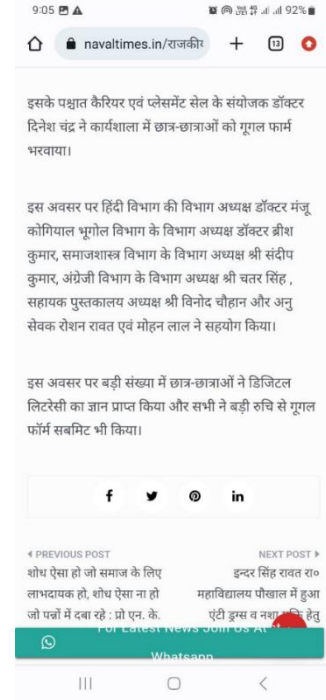 9:05
92%
navaltimes.in/राजकीर
13
इसके पश्चात कैरियर एवं प्लेसमेंट सेल के संयोजक डॉक्टर
दिनेश चंद्र ने कार्यशाला में छात्र-छात्राओं को गूगल फार्म
भरवाया।
इस अवसर पर हिंदी विभाग की विभाग अध्यक्ष डॉक्टर मंजू
कोगियाल भूगोल विभाग के विभाग अध्यक्ष डॉक्टर ब्रीश
कुमार, समाजशास्त्र विभाग के विभाग अध्यक्ष श्री संदीप
कुमार, अंग्रेजी विभाग के विभाग अध्यक्ष श्री चतर सिंह ,
सहायक पुस्तकालय अध्यक्ष श्री विनोद चौहान और अनु
सेवक रोशन रावत एवं मोहन लाल ने सहयोग किया।
इस अवसर पर बड़ी संख्या में छात्र-छात्राओं ने डिजिटल
लिटरेसी का ज्ञान प्राप्त किया और सभी ने बड़ी रुचि से गूगल
फॉर्म सबमिट भी किया।
PREVIOUS POST
शोध ऐसा हो जो समाज के लिए
लाभदायक हो, शोध ऐसा ना हो
जो पन्नों में दबा रहे : प्रो एन. के.
NEXT POST
इन्दर सिंह रावत रा०
महाविद्यालय पौखाल में हुआ
एंटी ड्रग्स व नशा हेतु
For Latest News Join Us At
Whatsapp